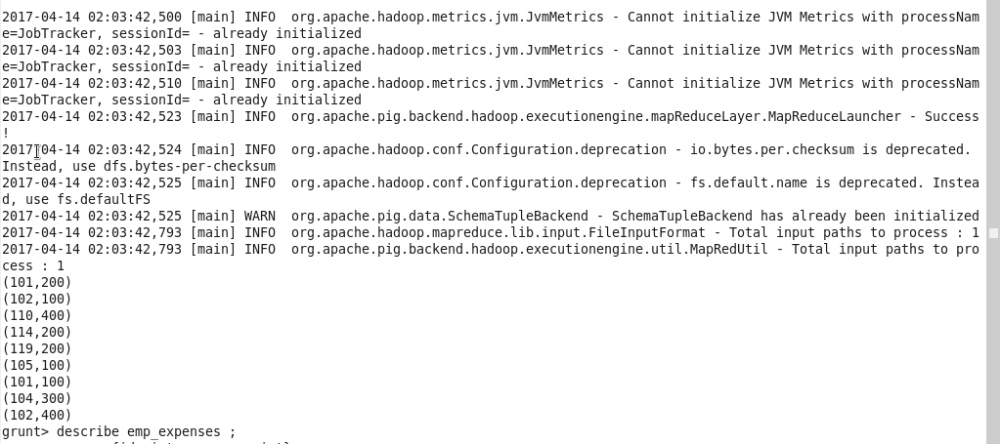 2017-04-14 02:03:42,500 [main] INFO  org.apache.hadoop.metrics.jvm.JvmMetrics - Cannot initialize JVM Metrics with processNam
e=JobTracker, sessionId= - already initialized
2017-04-14 02:03:42,503 [main] INFO  org.apache.hadoop.metrics.jvm.JvmMetrics - Cannot initialize JVM Metrics with processNam
e=JobTracker, sessionId= - already initialized
2017-04-14 02:03:42,510 [main] INFO  org.apache.hadoop.metrics.jvm.JvmMetrics - Cannot initialize JVM Metrics with processNam
e=JobTracker, sessionId= - already initialized
2017-04-14 02:03:42,523 [main] INFO  org.apache.pig.backend.hadoop.executionengine.mapReduceLayer.MapReduceLauncher - Success
!
2017-04-14 02:03:42,524 [main] INFO  org.apache.hadoop.conf.Configuration.deprecation - io.bytes.per.checksum is deprecated.
Instead, use dfs.bytes-per-checksum
2017-04-14 02:03:42,525 [main] INFO  org.apache.hadoop.conf.Configuration.deprecation - fs.default.name is deprecated. Instea
d, use fs.defaultFS
2017-04-14 02:03:42,525 [main] WARN  org.apache.pig.data.SchemaTupleBackend - SchemaTupleBackend has already been initialized
2017-04-14 02:03:42,793 [main] INFO  org.apache.hadoop.mapreduce.lib.input.FileInputFormat - Total input paths to process : 1
2017-04-14 02:03:42,793 [main] INFO  org.apache.pig.backend.hadoop.executionengine.util.MapRedUtil - Total input paths to pro
cess : 1
(101,200)
(102,100)
(110,400)
(114,200)
(119,200)
(105,100)
(101,100)
(104,300)
(102,400)
grunt> describe emp_expenses ;